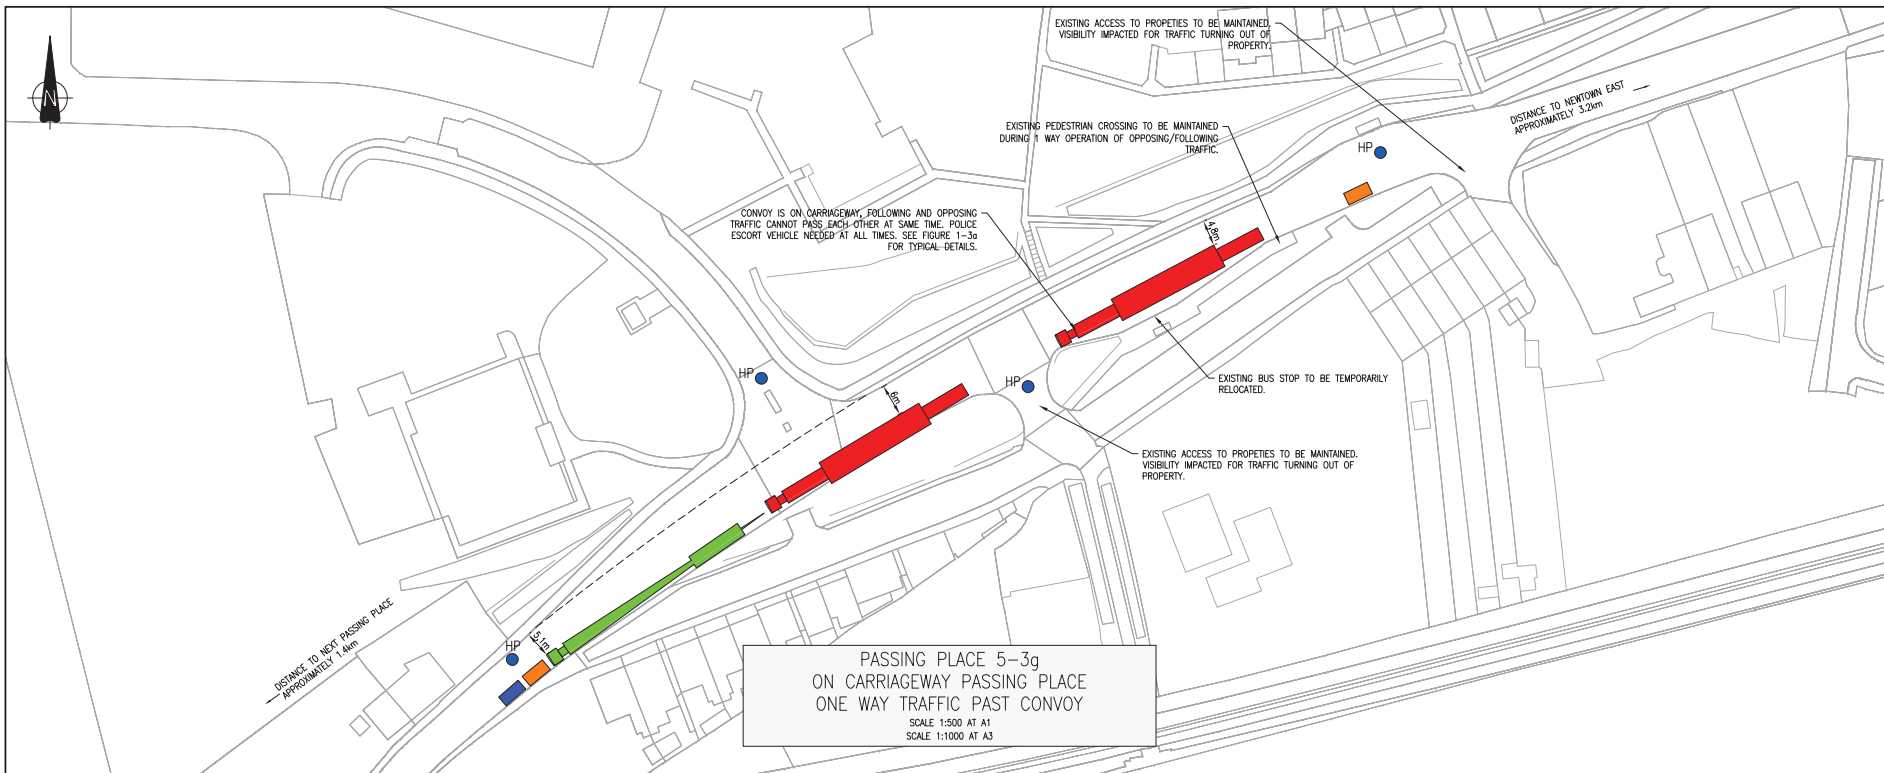 EXISTING ACCESS TO PROPETIES TO BE MAINTAINED.
VISIBILITY IMPACTED FOR TRAFFIC TURNING OUT OF
PROPERTY.
N
DISTANCE TO NEWTOWN EAST
APPROXIMATELY 3.2km
EXISTING PEDESTRIAN CROSSING TO BE MAINTAINED
DURING 1 WAY OPERATION OF OPPOSING/FOLLOWING
TRAFFIC.
HP
CONVOY IS ON CARRIAGEWAY, FOLLOWING AND OPPOSING
TRAFFIC CANNOT PASS EACH OTHER AT SAME TIME. POLICE
ESCORT VEHICLE NEEDED AT ALL TIMES. SEE FIGURE 1-3a
FOR TYPICAL DETAILS.
4.8m
HP
HP
EXISTING BUS STOP TO BE TEMPORARILY
RELOCATED.
6m
EXISTING ACCESS TO PROPETIES TO BE MAINTAINED.
VISIBILITY IMPACTED FOR TRAFFIC TURNING OUT OF
PROPERTY.
DISTANCE TO NEXT PASSING PLACE
APPROXIMATELY 1.4km
HP
5.1m
PASSING PLACE 5-3g
ON CARRIAGEWAY PASSING PLACE
ONE WAY TRAFFIC PAST CONVOY
SCALE 1:500 AT A1
SCALE 1:1000 AT A3